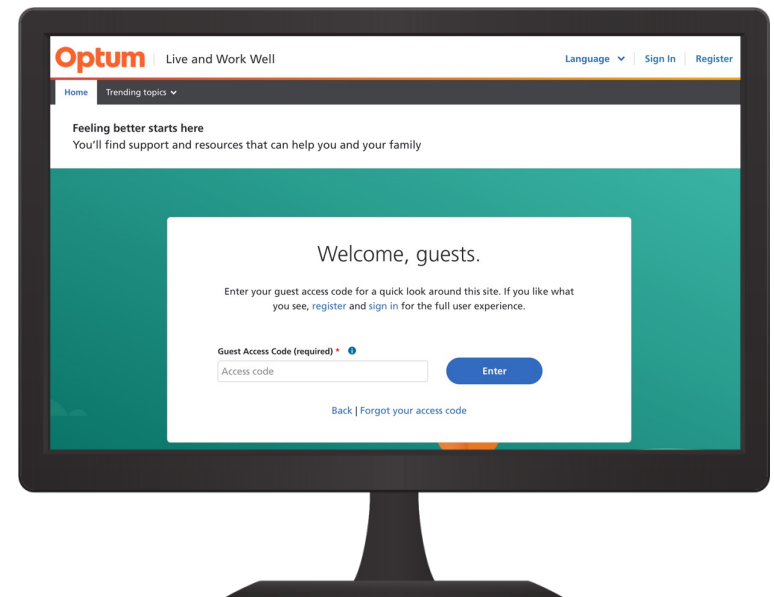 Optum Live and Work Well Language Sign In Register
Home Trending topics
Feeling better starts here
You'll find support and resources that can help you and your family
Welcome, guests.
Enter your guest access code for a quick look around this site. If you like what
you see, register and sign in for the full user experience.
Guest Access Code (required) *
Access code Enter
Back | Forgot your access code